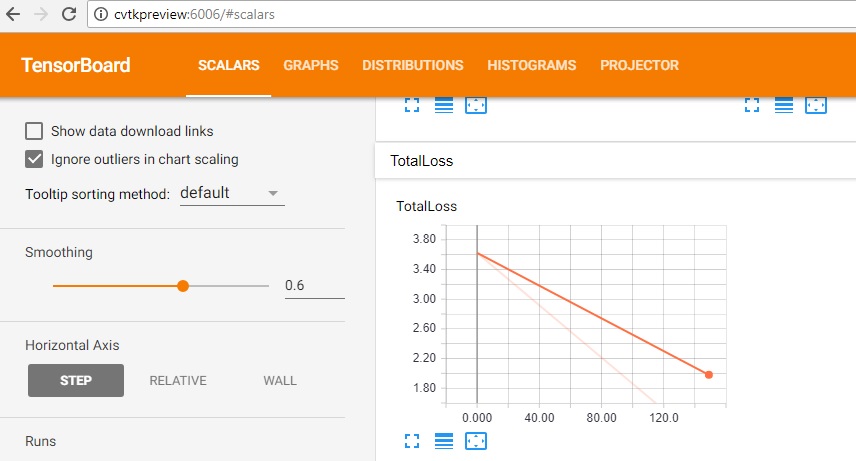 cvtkpreview:6006/#scalars
TensorBoard SCALARS GRAPHS DISTRIBUTIONS HISTOGRAMS PROJECTOR
Show data download links
Ignore outliers in chart scaling
Tooltip sorting method: default
Smoothing
0.6
Horizontal Axis
STEP RELATIVE WALL
Runs
TotalLoss
TotalLoss
3.80
3.40
3.00
2.60
2.20
1.80
0.000 40.00 80.00 120.0